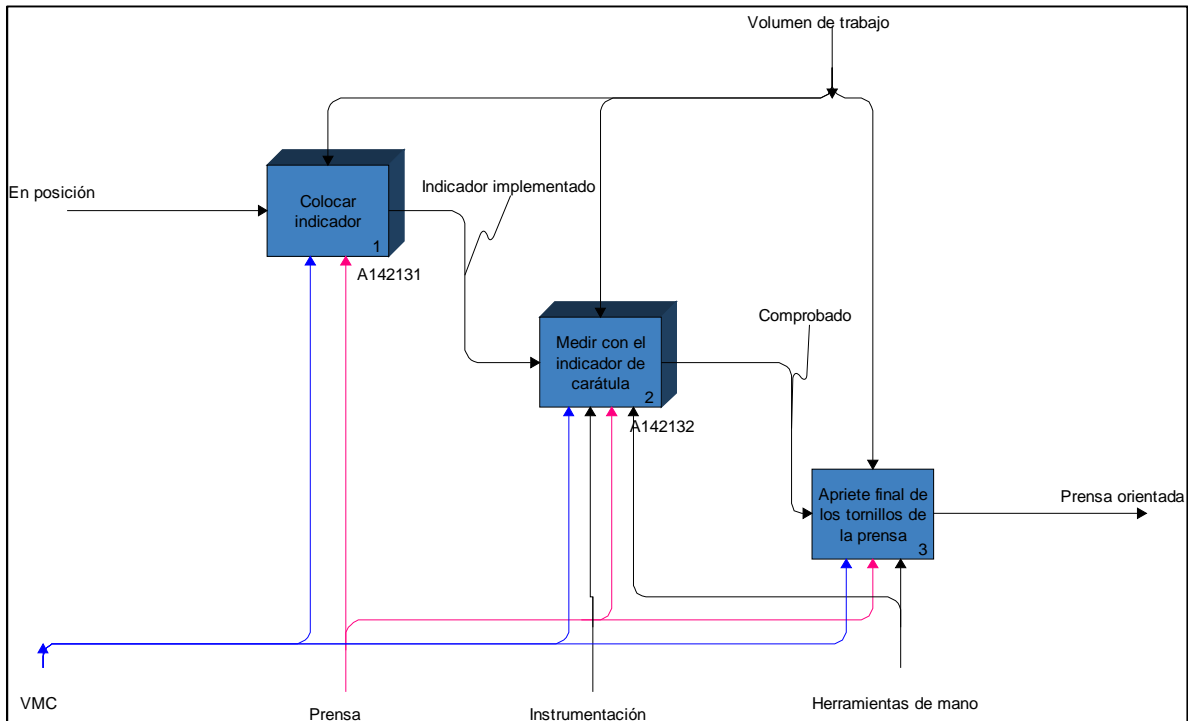 Volumen de trabajo
En posición
Colocar
indicador
1
A142131
Indicador implementado
Medir con el
indicador de
carátula
2
A142132
Comprobado
Apriete final de
los tornillos de
la prensa
3
Prensa orientada
VMC
Prensa
Instrumentación
Herramientas de mano